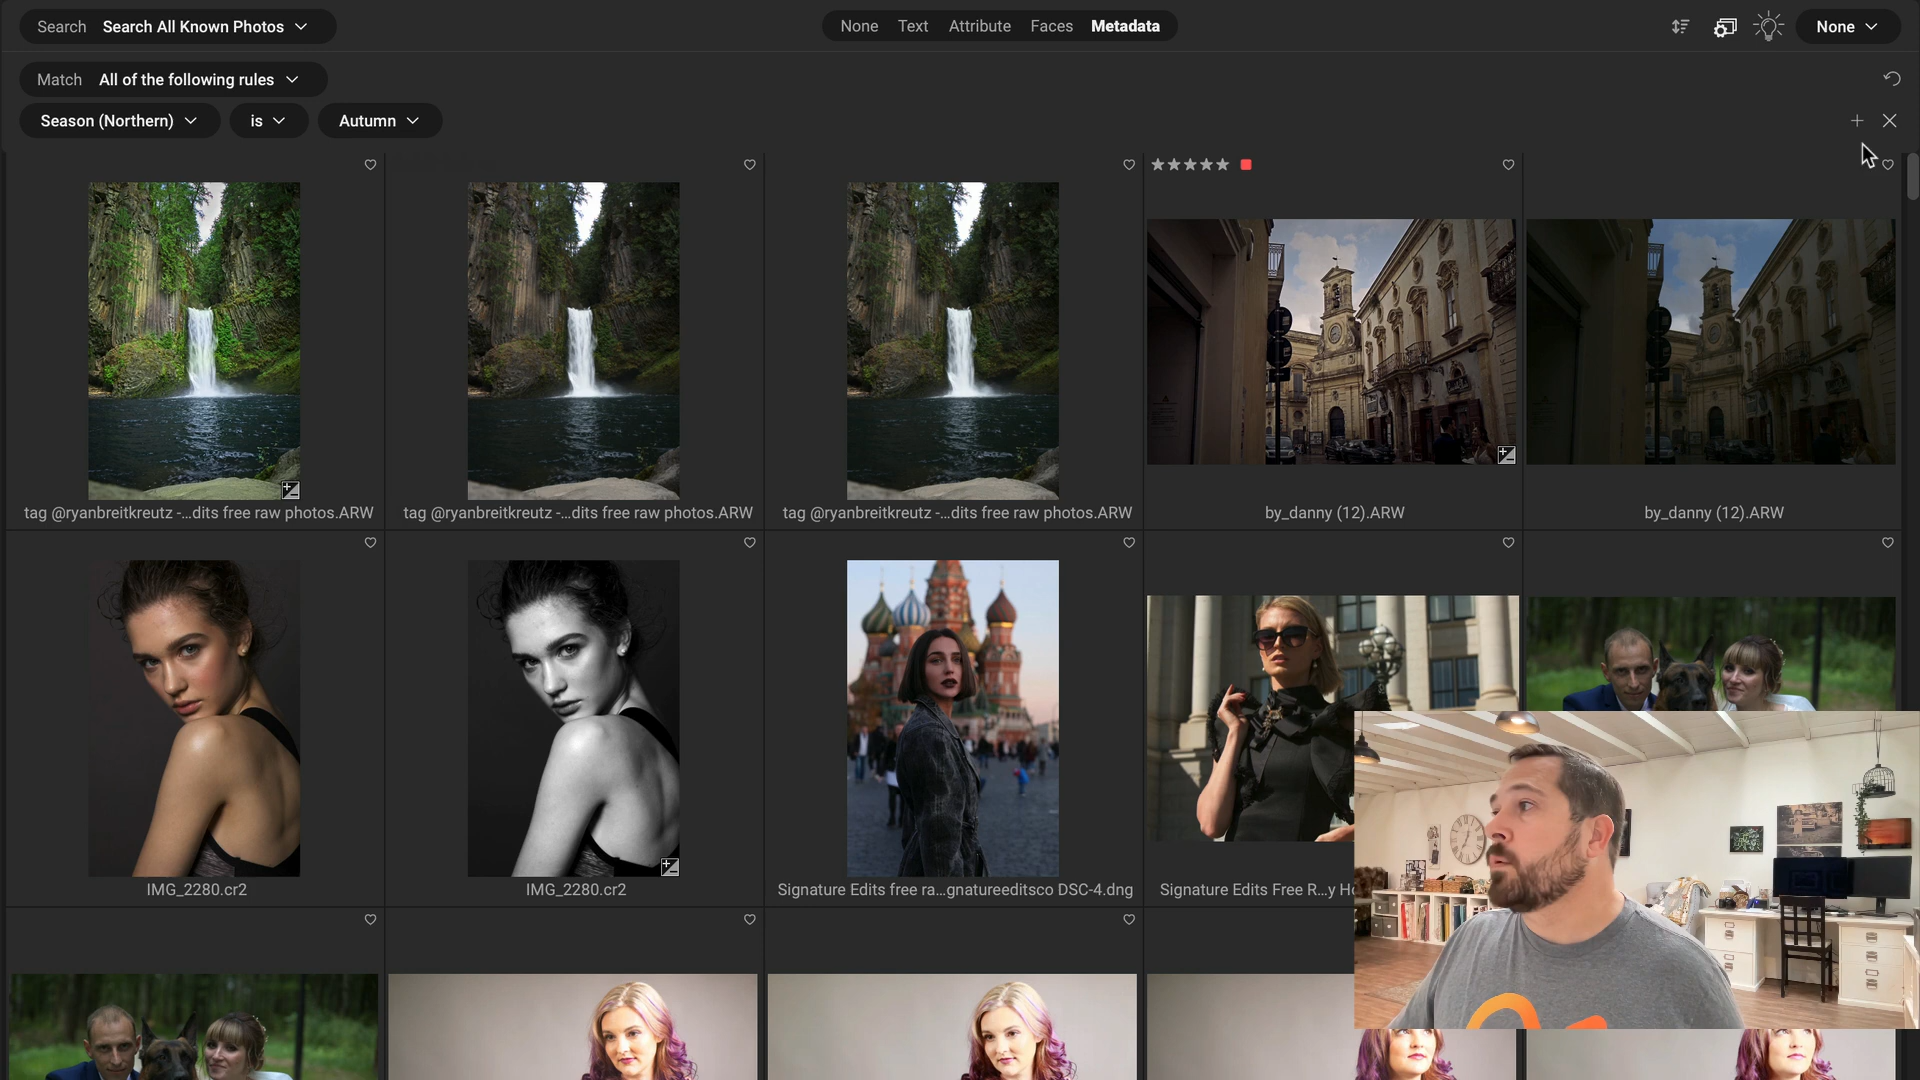 Search Search All Known Photos
None Text Attribute Faces Metadata
None
Match All of the following rules
Season (Northern) is Autumn
tag @ryanbreitkreutz -...dits free raw photos.ARW
tag @ryanbreitkreutz -...dits free raw photos.ARW
tag @ryanbreitkreutz -...dits free raw photos.ARW
by_danny (12).ARW
by_danny (12).ARW
IMG_2280.cr2
IMG_2280.cr2
Signature Edits free ra...gnatureeditsco DSC-4.dng
Signature Edits Free R...y